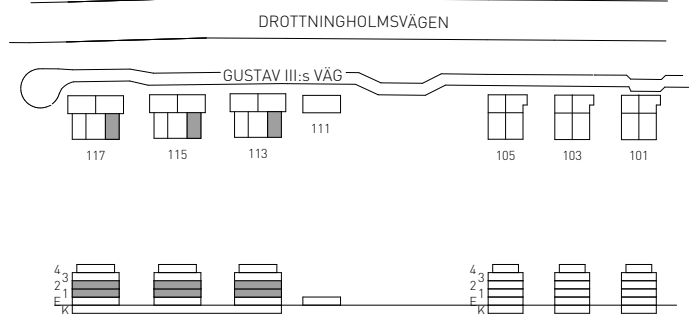 DROTTNINGHOLMSVÄGEN
GUSTAV III:s VÄG
117 115 113 111 105 103 101
4 4
3 3
2 2
1 1
E E
K K